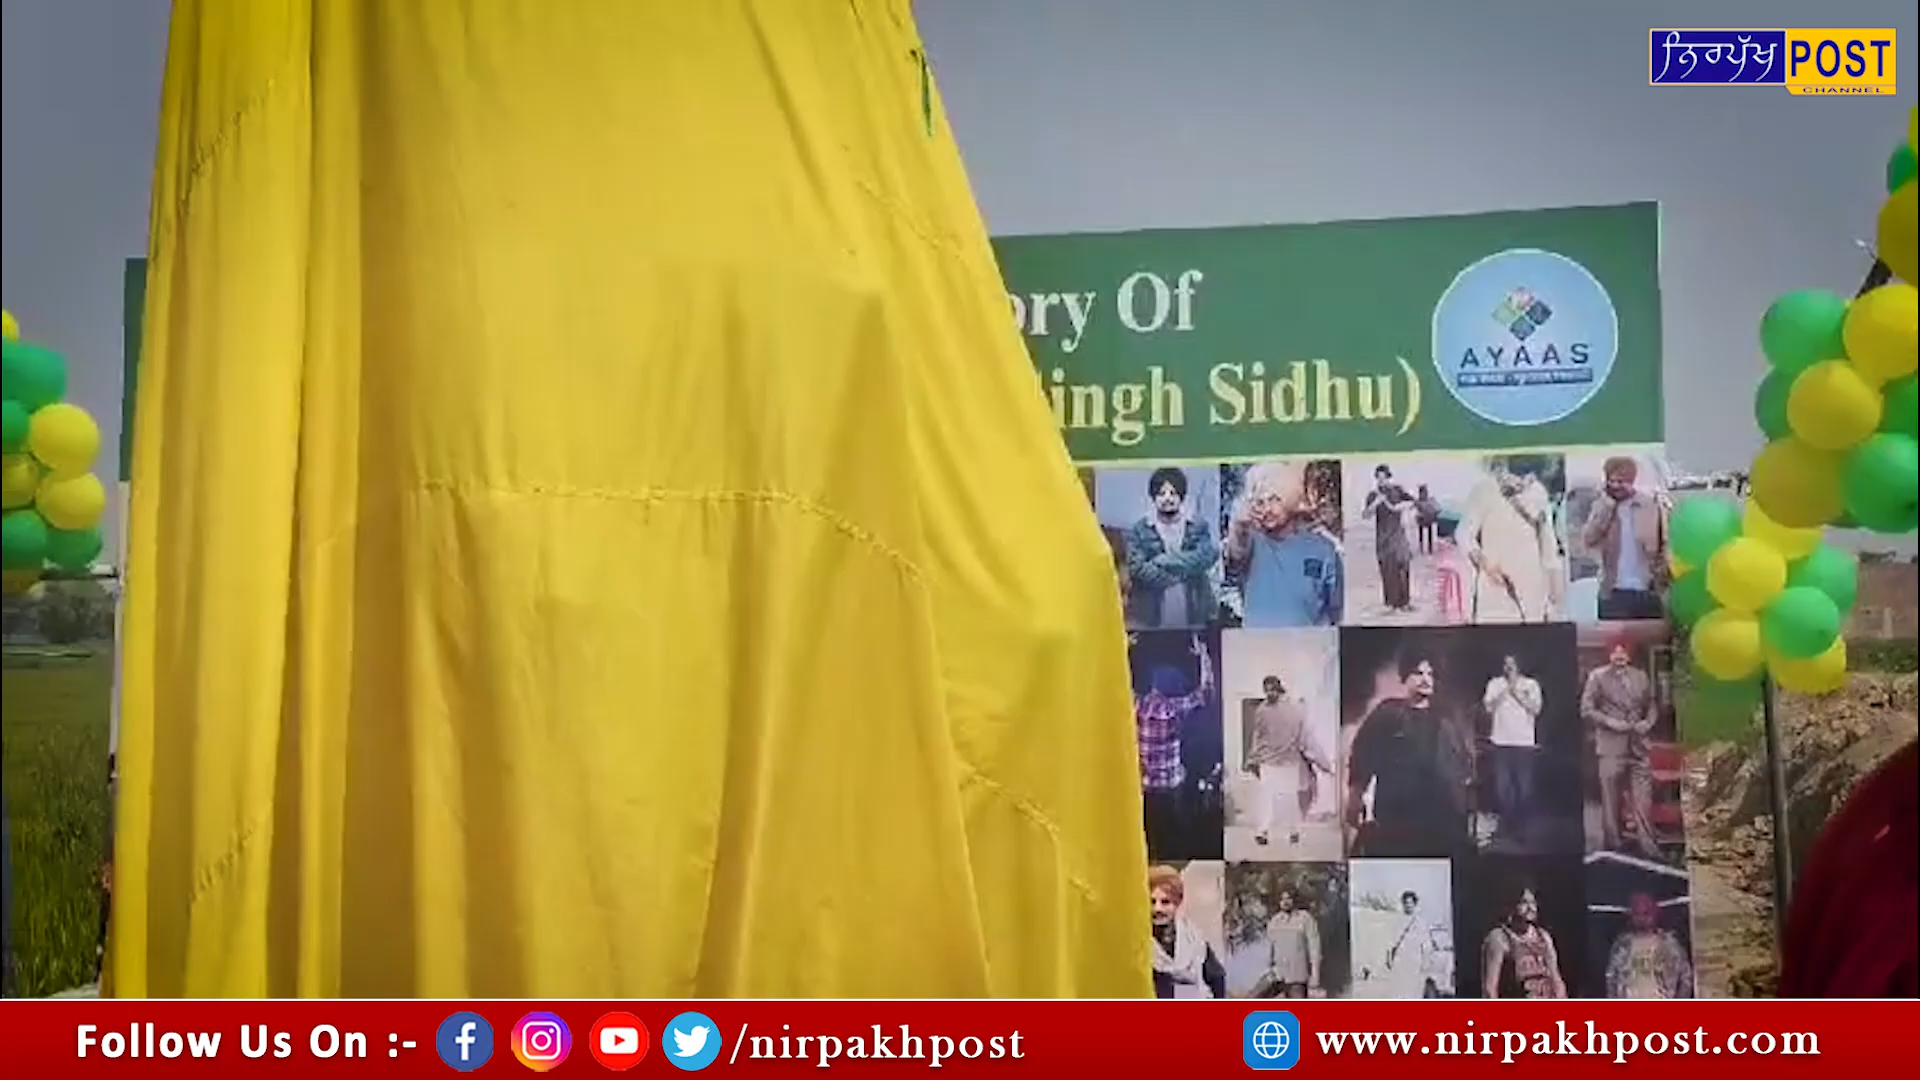 ਨਿਰਪੱਖ POST
CHANNEL
ory Of
ingh Sidhu)
AYAAS
Follow Us On :- /nirpakhpost www.nirpakhpost.com